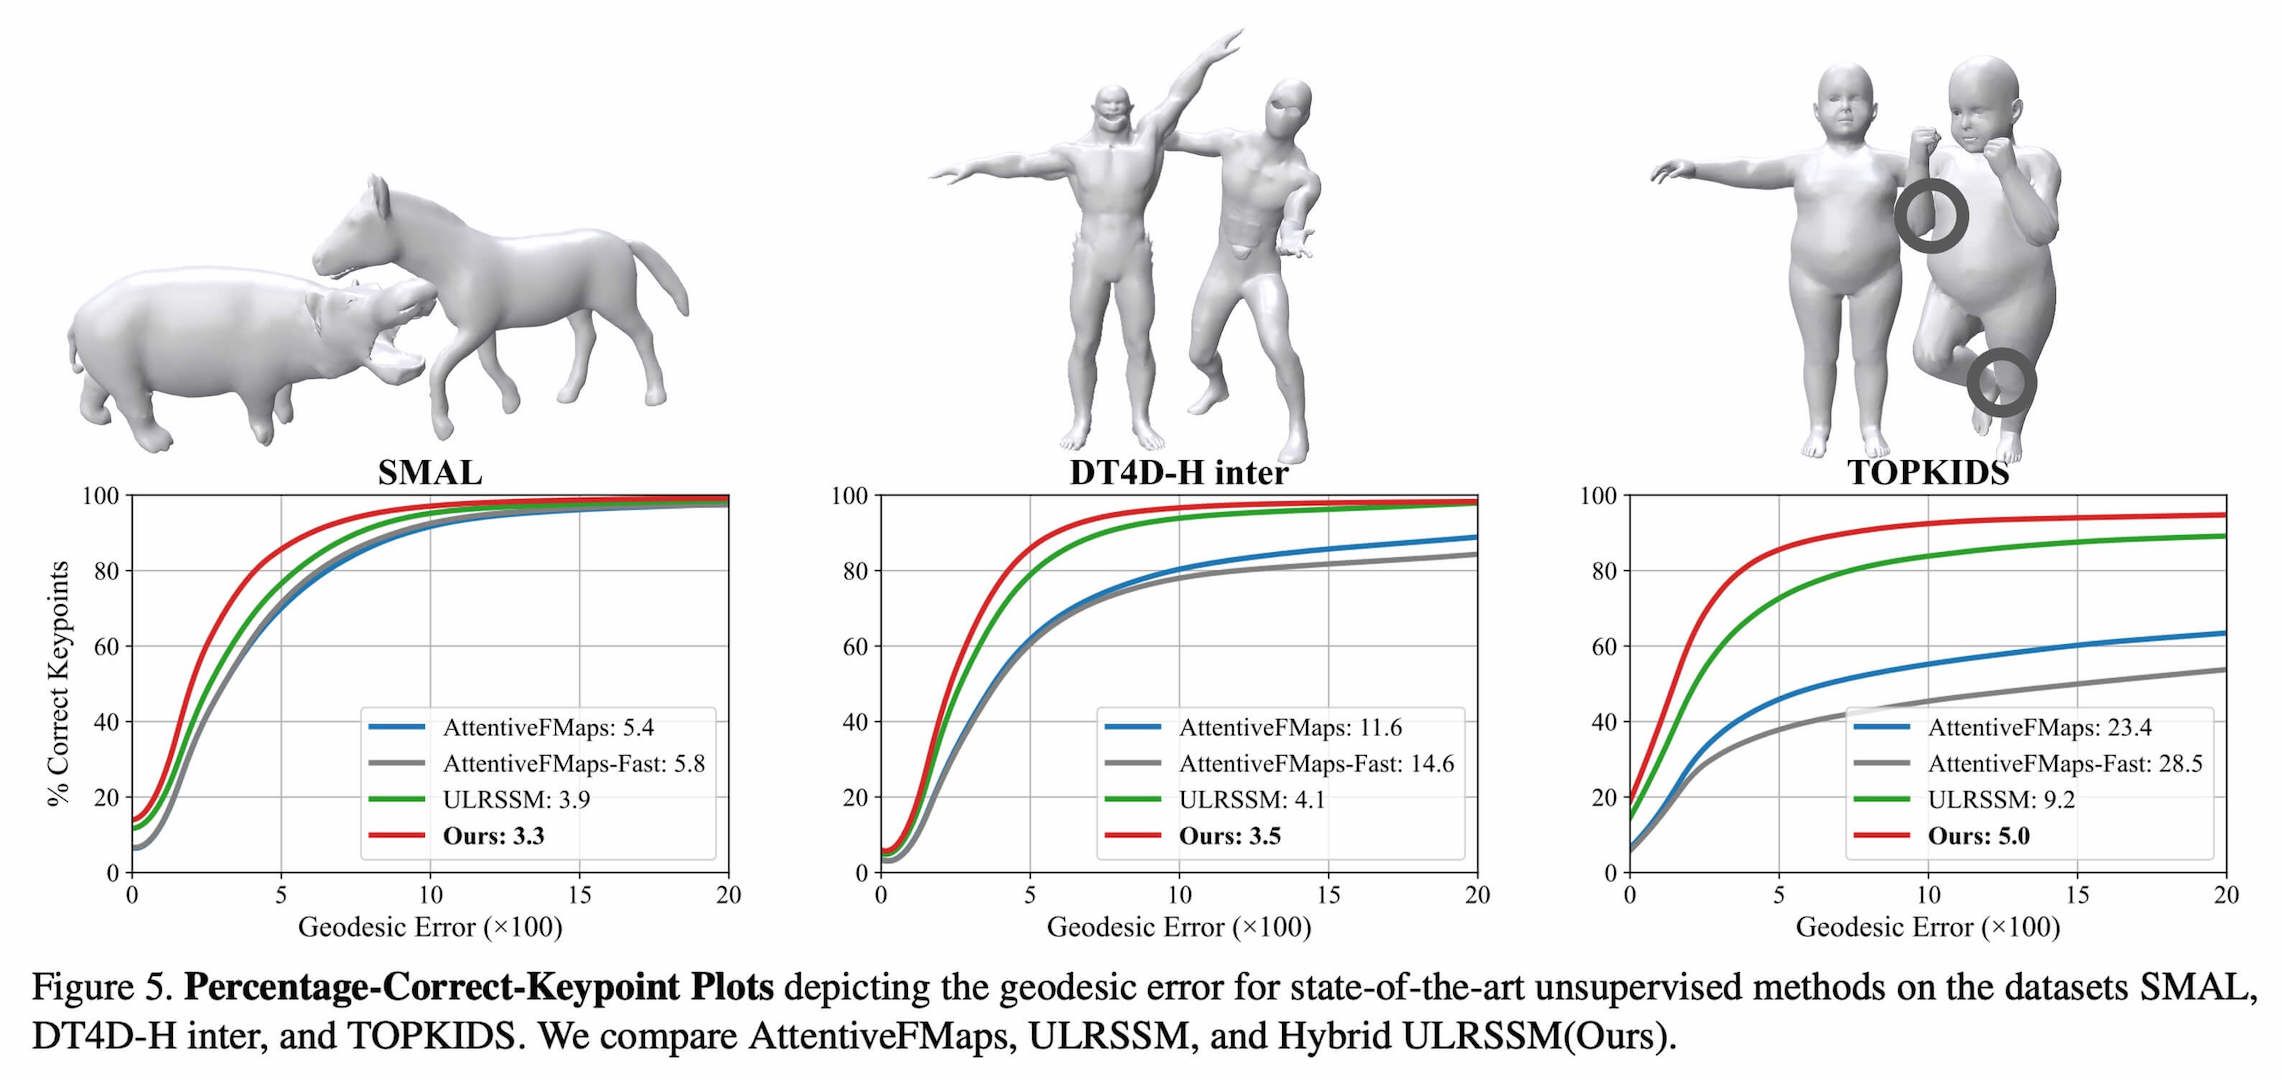 SMAL
DT4D-H inter
TOPKIDS
% Correct Keypoints
100
80
60
40
20
0
0 5 10 15 20
Geodesic Error (×100)
AttentiveFMaps: 5.4
AttentiveFMaps-Fast: 5.8
ULRSSM: 3.9
Ours: 3.3
100
80
60
40
20
0
0 5 10 15 20
Geodesic Error (×100)
AttentiveFMaps: 11.6
AttentiveFMaps-Fast: 14.6
ULRSSM: 4.1
Ours: 3.5
100
80
60
40
20
0
0 5 10 15 20
Geodesic Error (×100)
AttentiveFMaps: 23.4
AttentiveFMaps-Fast: 28.5
ULRSSM: 9.2
Ours: 5.0
Figure 5. Percentage-Correct-Keypoint Plots depicting the geodesic error for state-of-the-art unsupervised methods on the datasets SMAL,
DT4D-H inter, and TOPKIDS. We compare AttentiveFMaps, ULRSSM, and Hybrid ULRSSM(Ours).